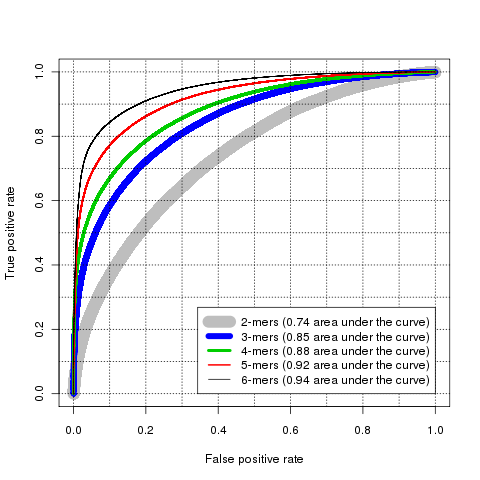 True positive rate
1.0
0.8
0.6
0.4
0.2
0.0
2-mers (0.74 area under the curve)
3-mers (0.85 area under the curve)
4-mers (0.88 area under the curve)
5-mers (0.92 area under the curve)
6-mers (0.94 area under the curve)
0.0 0.2 0.4 0.6 0.8 1.0
False positive rate